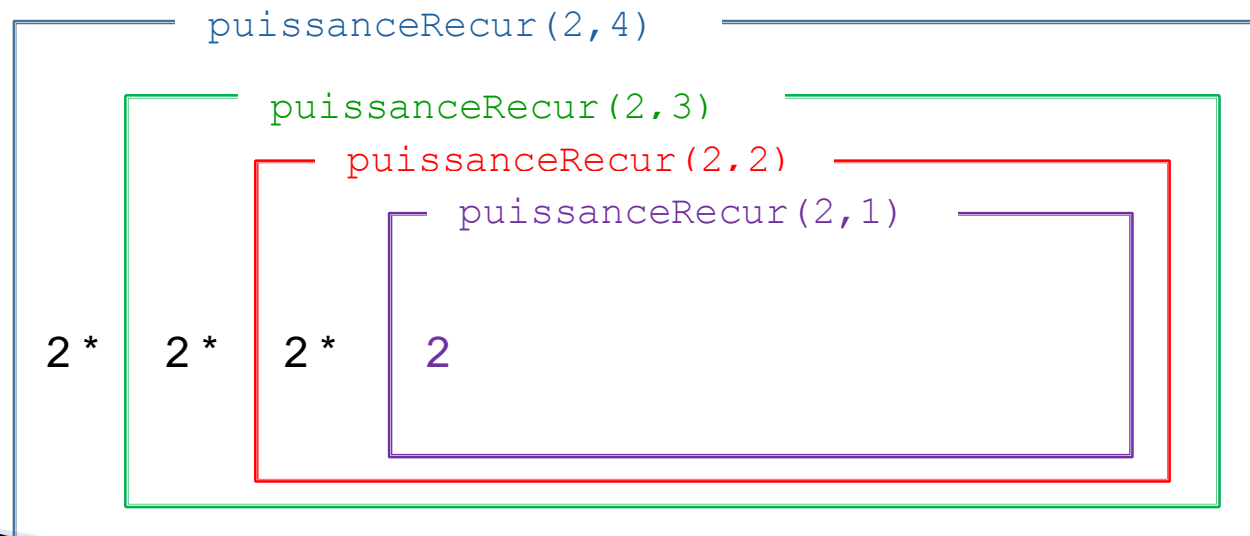 puissanceRecur(2,4)
puissanceRecur(2,3)
puissanceRecur(2,2)
puissanceRecur(2,1)
2 * 2 * 2 * 2